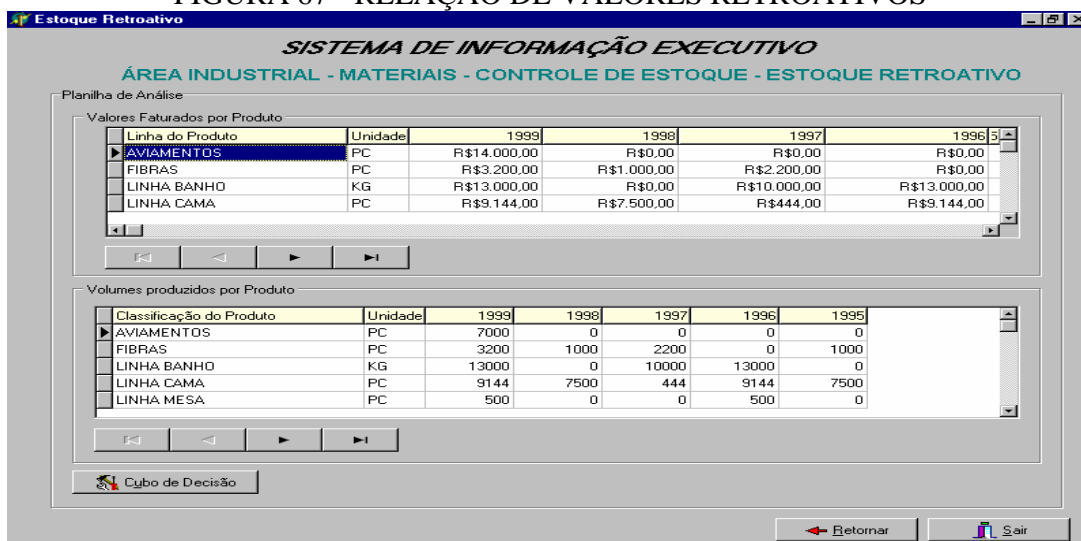 FIGURA 07 - RELAÇÃO DE VALORES RETROATIVOS
Estoque Retroativo
SISTEMA DE INFORMAÇÃO EXECUTIVO
ÁREA INDUSTRIAL - MATERIAIS - CONTROLE DE ESTOQUE - ESTOQUE RETROATIVO
Planilha de Análise
Valores Faturados por Produto
Linha do Produto Unidade 1999 1998 1997 1996 5
AVIAMENTOS PC R$14.000,00 R$0,00 R$0,00 R$0,00
FIBRAS PC R$3.200,00 R$1.000,00 R$2.200,00 R$0,00
LINHA BANHO KG R$13.000,00 R$0,00 R$10.000,00 R$13.000,00
LINHA CAMA PC R$9.144,00 R$7.500,00 R$444,00 R$9.144,00
Volumes produzidos por Produto
Classificação do Produto Unidade 1999 1998 1997 1996 1995
AVIAMENTOS PC 7000 0 0 0 0
FIBRAS PC 3200 1000 2200 0 1000
LINHA BANHO KG 13000 0 10000 13000 0
LINHA CAMA PC 9144 7500 444 9144 7500
LINHA MESA PC 500 0 0 500 0
Cubo de Decisão
Retornar Sair